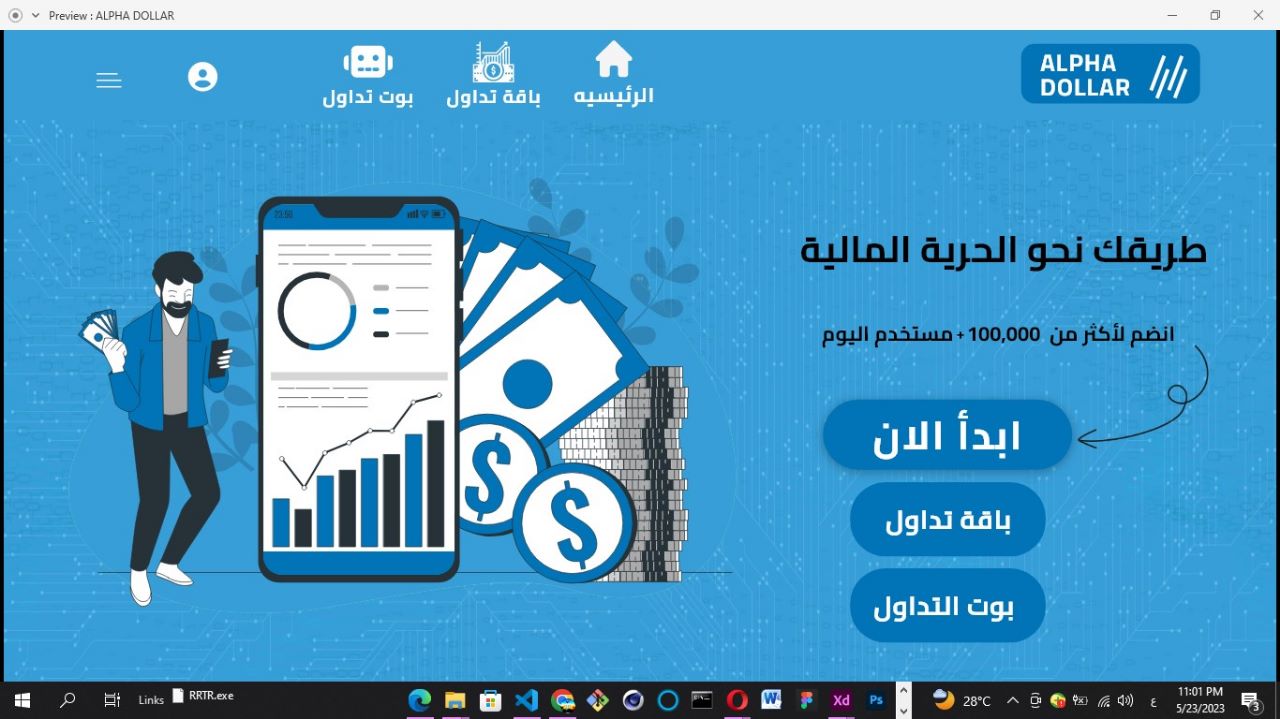 Preview : ALPHA DOLLAR
ALPHA
DOLLAR
الرئيسيه
باقة تداول
بوت تداول
طريقك نحو الحرية المالية
انضم لأكثر من 100,000+ مستخدم اليوم
ابدأ الان
باقة تداول
بوت التداول
23:50
Links
RRTR.exe
Xd
Ps
28°C
ع
11:01 PM
5/23/2023
3